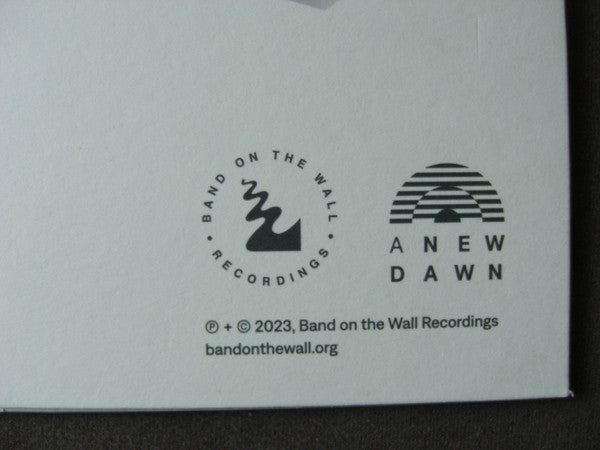 BAND ON THE WALL
• RECORDINGS •
A NEW
DAWN
℗ + © 2023, Band on the Wall Recordings
bandonthewall.org